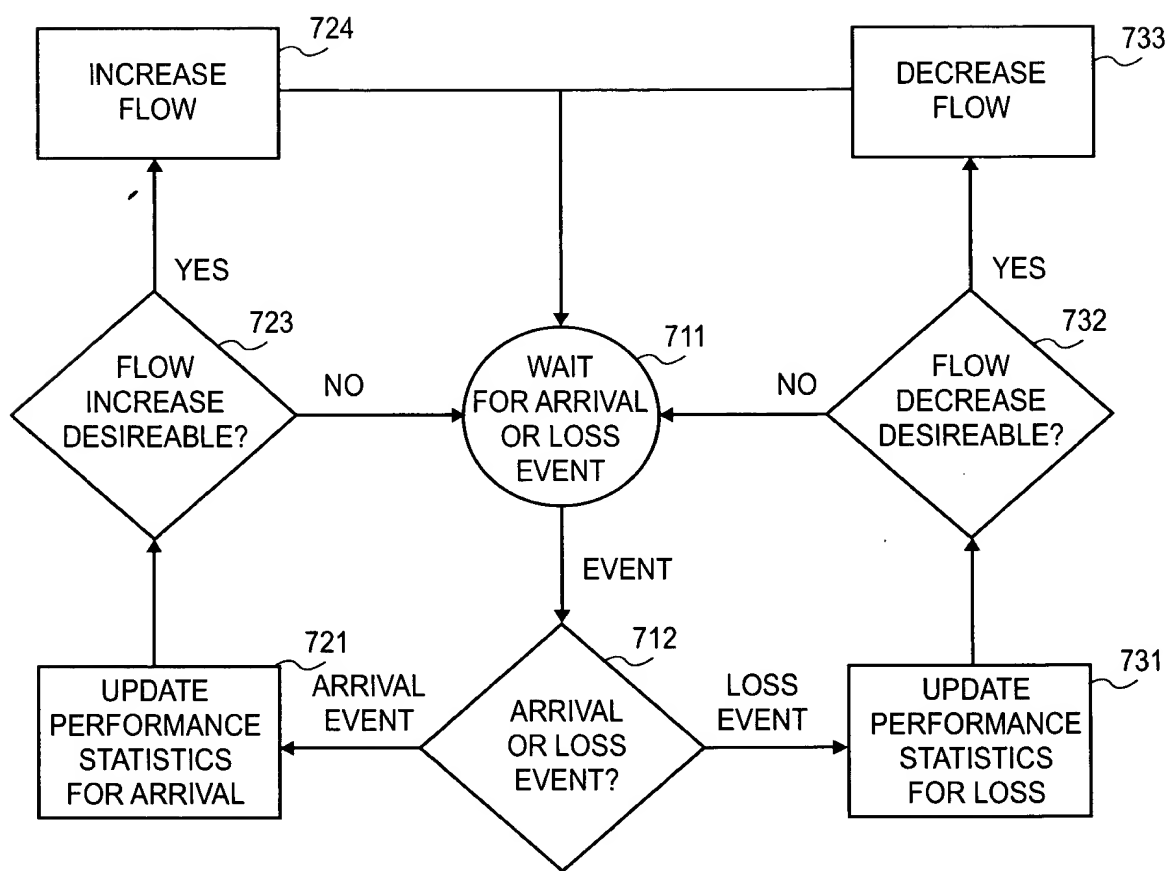 724
INCREASE
FLOW
733
DECREASE
FLOW
YES
YES
723
FLOW
INCREASE
DESIREABLE?
NO
711
WAIT
FOR ARRIVAL
OR LOSS
EVENT
NO
732
FLOW
DECREASE
DESIREABLE?
EVENT
721
UPDATE
PERFORMANCE
STATISTICS
FOR ARRIVAL
ARRIVAL
EVENT
712
ARRIVAL
OR LOSS
EVENT?
LOSS
EVENT
731
UPDATE
PERFORMANCE
STATISTICS
FOR LOSS